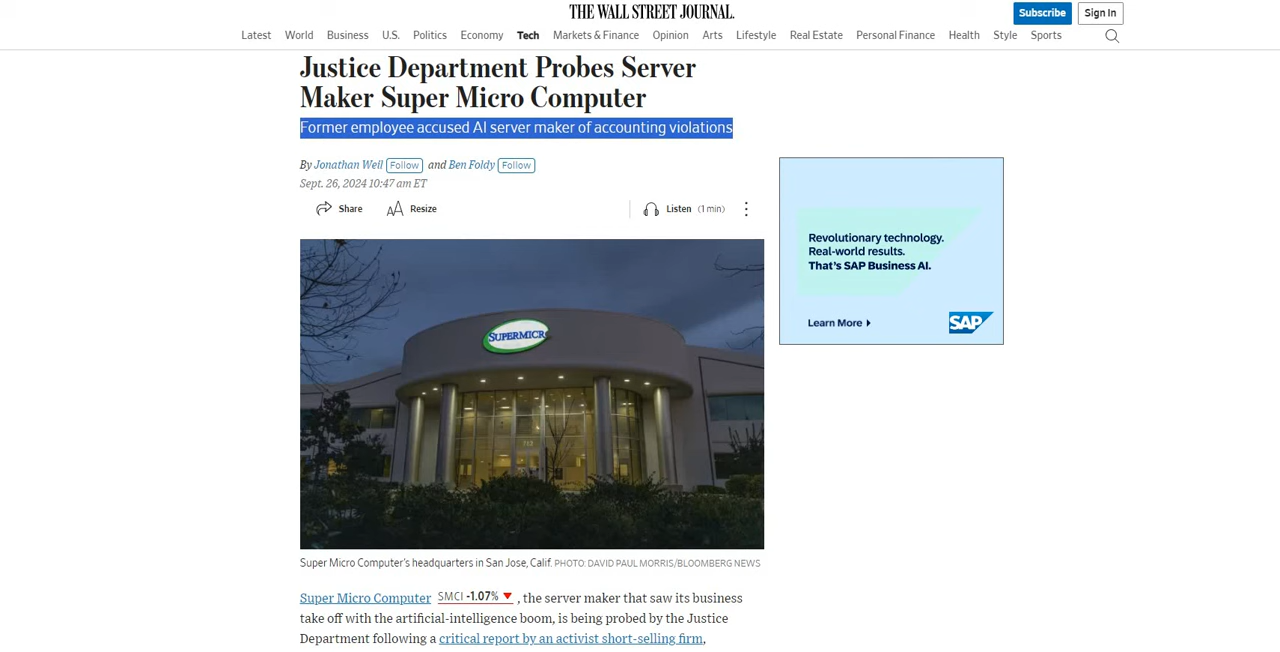 THE WALL STREET JOURNAL.
Subscribe
Sign In
Latest World Business U.S. Politics Economy Tech Markets & Finance Opinion Arts Lifestyle Real Estate Personal Finance Health Style Sports
Justice Department Probes Server
Maker Super Micro Computer
Former employee accused AI server maker of accounting violations
By Jonathan Weil Follow and Ben Foldy Follow
Sept. 26, 2024 10:47 am ET
Share Resize Listen (1 min)
Revolutionary technology.
Real-world results.
That's SAP Business AI.
Learn More
SAP
SUPERMICR
Super Micro Computer's headquarters in San Jose, Calif. PHOTO: DAVID PAUL MORRIS/BLOOMBERG NEWS
Super Micro Computer SMCI -1.07% , the server maker that saw its business
take off with the artificial-intelligence boom, is being probed by the Justice
Department following a critical report by an activist short-selling firm,